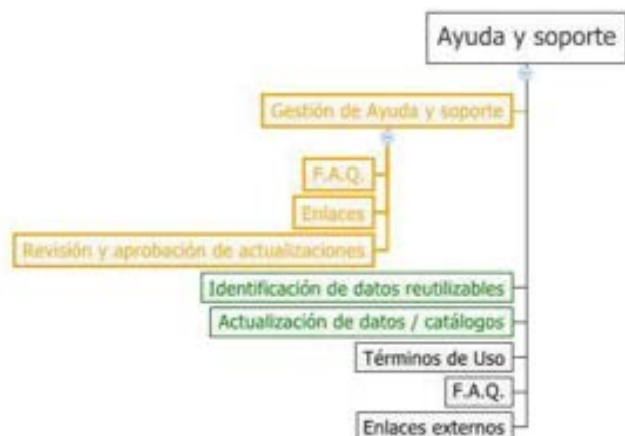 Ayuda y soporte
Gestión de Ayuda y soporte
F.A.Q.
Enlaces
Revisión y aprobación de actualizaciones
Identificación de datos reutilizables
Actualización de datos / catálogos
Términos de Uso
F.A.Q.
Enlaces externos